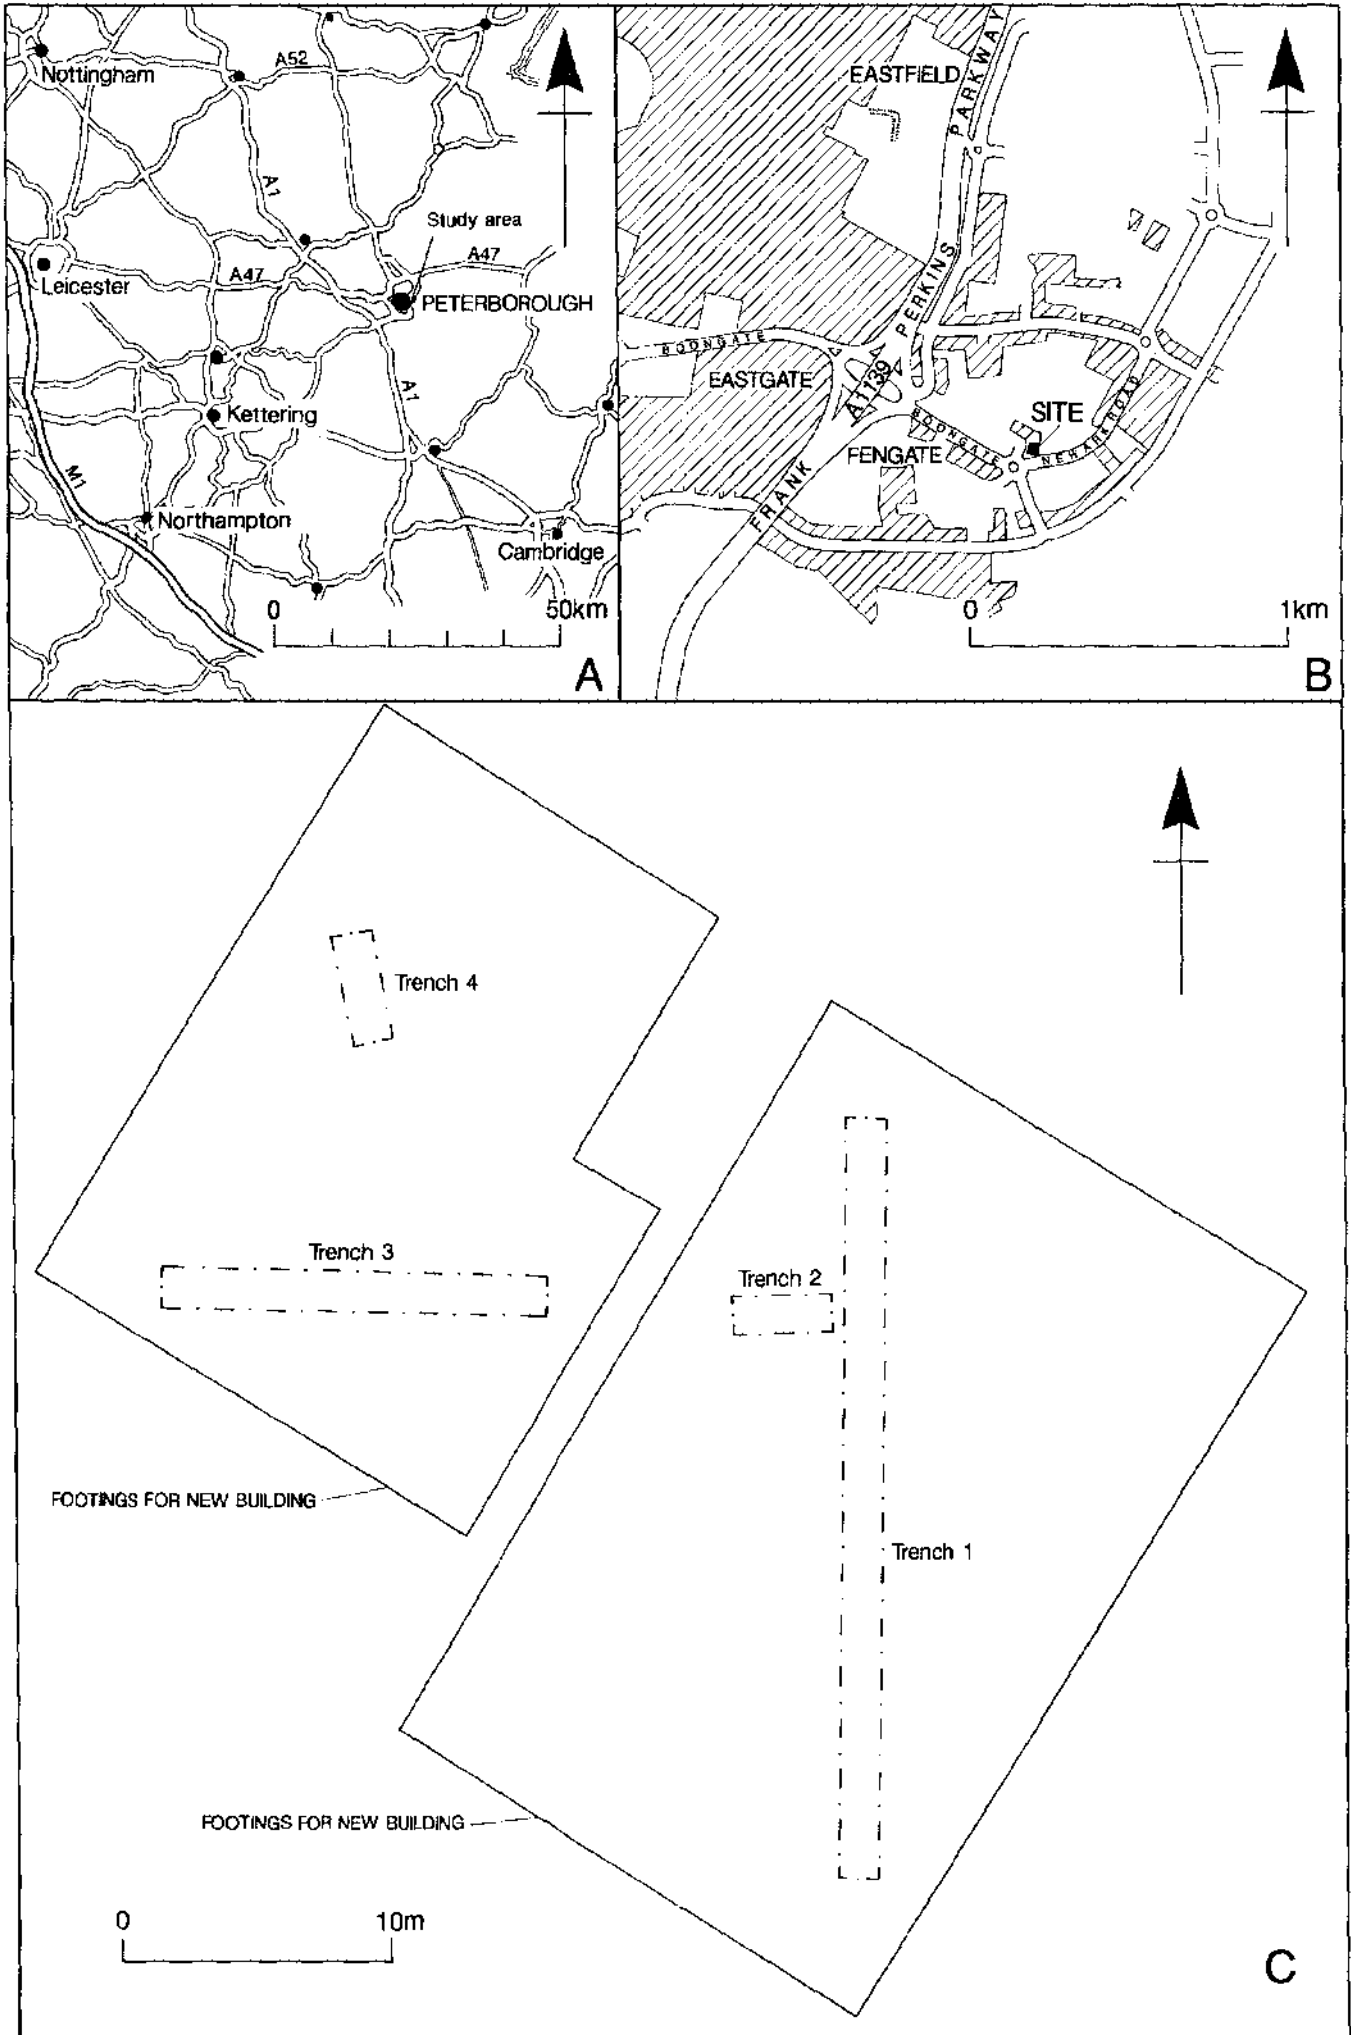 Nottingham
A52
A1
Study area
A47
A47
Leicester
PETERBOROUGH
A1
Kettering
M1
Northampton
Cambridge
0 50km
A
EASTFIELD
FRANK PERKINS PARKWAY
BOONGATE
EASTGATE
A1139
SITE
BOONGATE
NEWARK ROAD
FENGATE
0 1km
B
Trench 4
Trench 3
Trench 2
FOOTINGS FOR NEW BUILDING
Trench 1
FOOTINGS FOR NEW BUILDING
0 10m
C